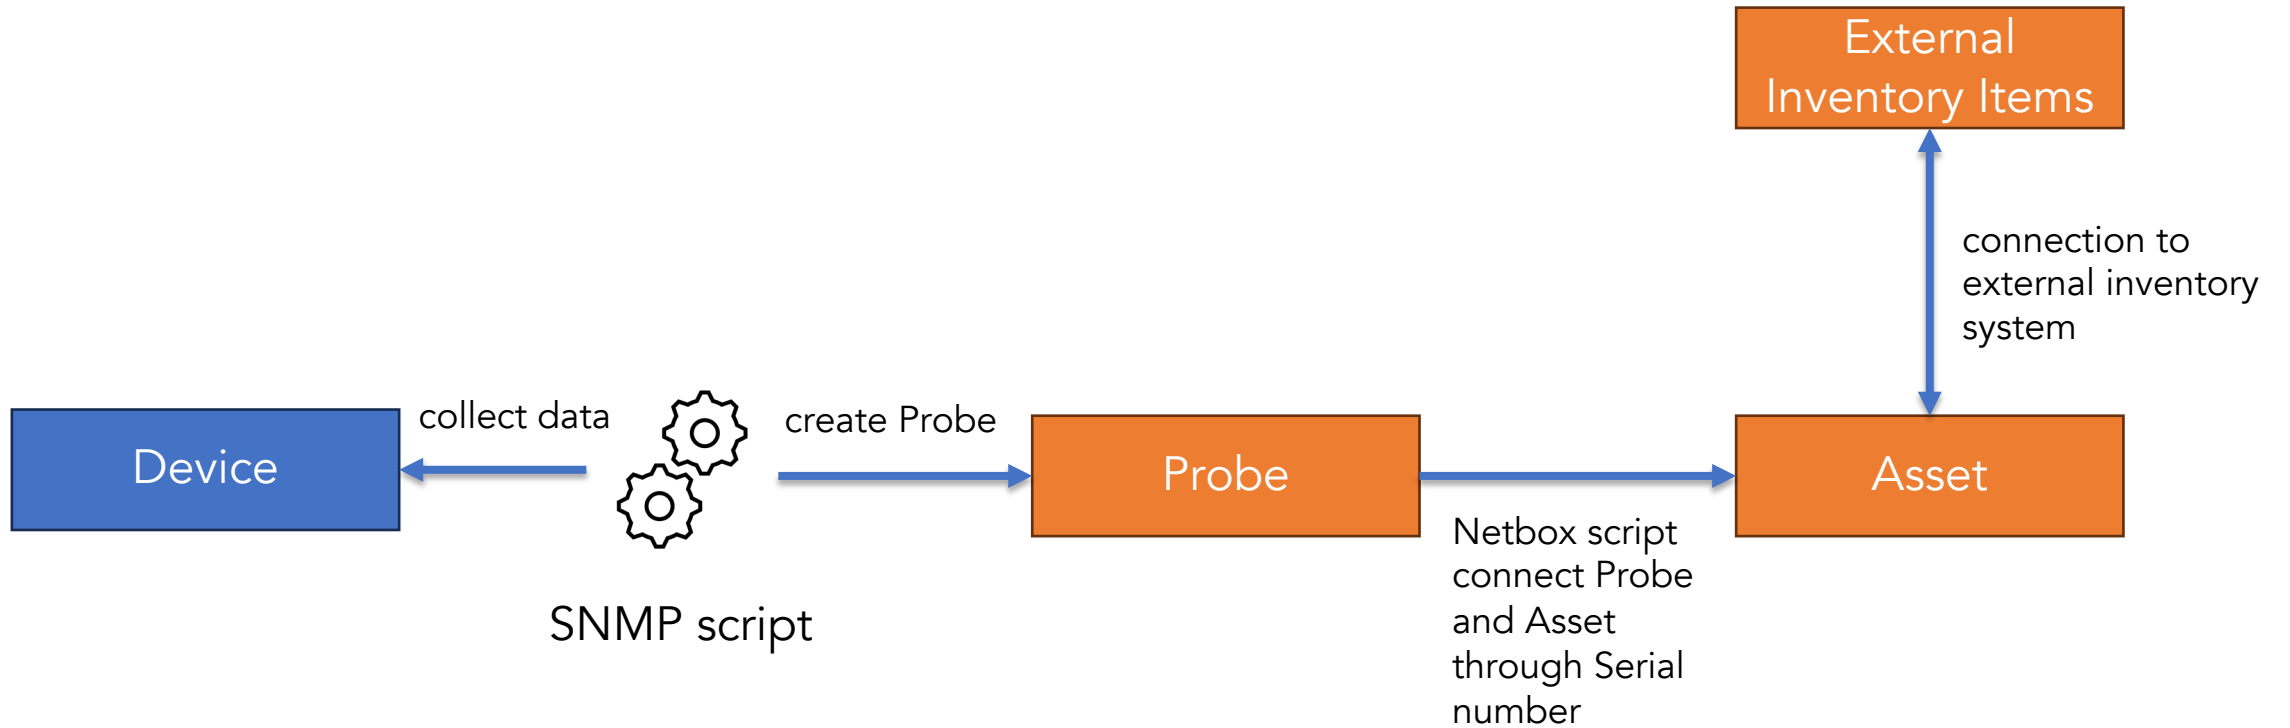 External
Inventory Items
connection to
external inventory
system
collect data
create Probe
Device
Probe
Asset
Netbox script
connect Probe
and Asset
through Serial
number
SNMP script